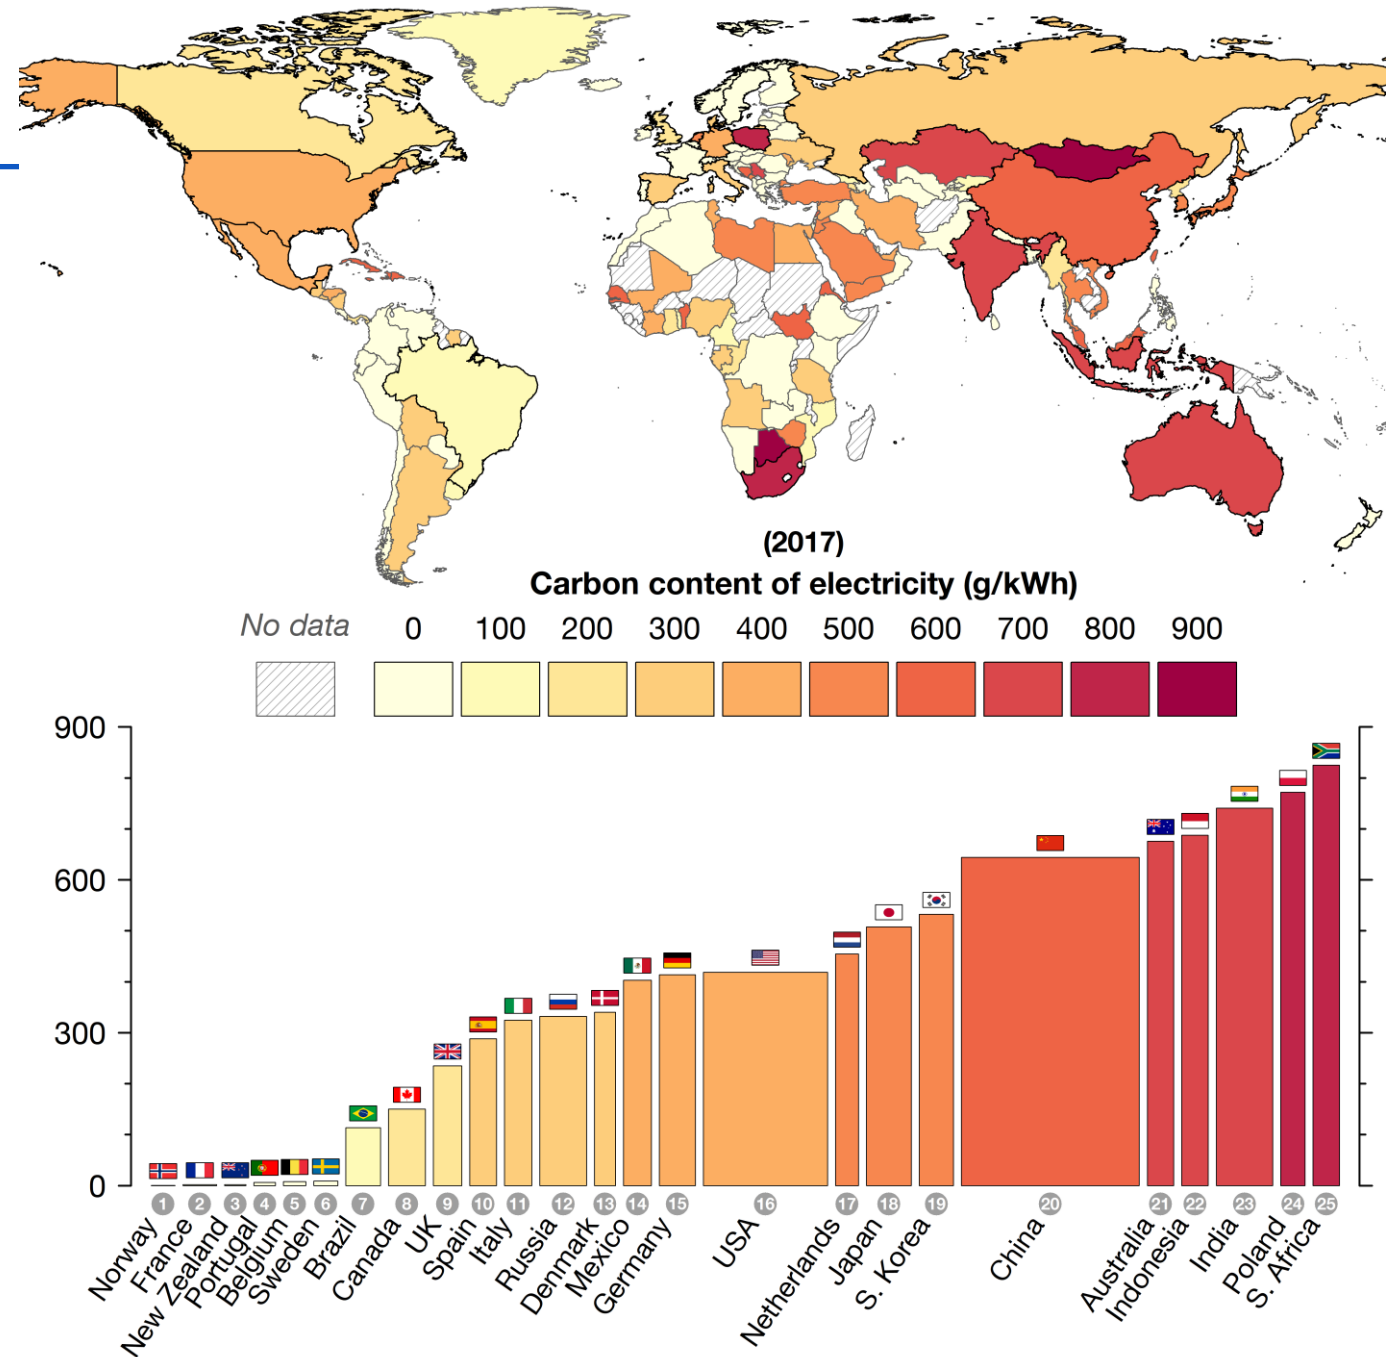 (2017)
Carbon content of electricity (g/kWh)
No data 0 100 200 300 400 500 600 700 800 900
900
600
300
0
1 2 3 4 5 6 7 8 9 10 11 12 13 14 15 16 17 18 19 20 21 22 23 24 25
Norway
France
New Zealand
Portugal
Belgium
Sweden
Brazil
Canada
UK
Spain
Italy
Russia
Denmark
Mexico
Germany
USA
Netherlands
Japan
S. Korea
China
Australia
Indonesia
India
Poland
S. Africa